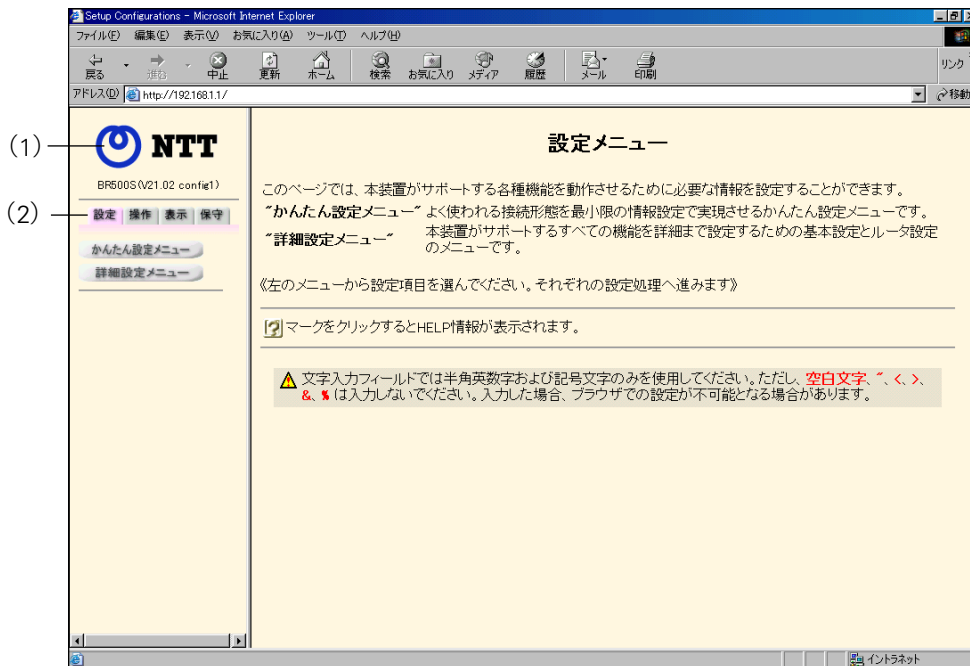 Setup Configurations - Microsoft Internet Explorer
ファイル(F) 編集(E) 表示(V) お気に入り(A) ツール(T) ヘルプ(H)
戻る 進む 中止 更新 ホーム 検索 お気に入り メディア 履歴 メール 印刷 リンク
アドレス(D) http://192.168.1.1/ 移動
(1)
NTT
BR500S(V21.02 config1)
(2)
設定 操作 表示 保守
かんたん設定メニュー
詳細設定メニュー
設定メニュー
このページでは、本装置がサポートする各種機能を動作させるために必要な情報を設定することができます。
"かんたん設定メニュー" よく使われる接続形態を最小限の情報設定で実現させるかんたん設定メニューです。
"詳細設定メニュー" 本装置がサポートするすべての機能を詳細まで設定するための基本設定とルータ設定
のメニューです。
《左のメニューから設定項目を選んでください。それぞれの設定処理へ進みます》
?マークをクリックするとHELP情報が表示されます。
文字入力フィールドでは半角英数字および記号文字のみを使用してください。ただし、空白文字、"、<、>、
&、% は入力しないでください。入力した場合、ブラウザでの設定が不可能となる場合があります。
イントラネット